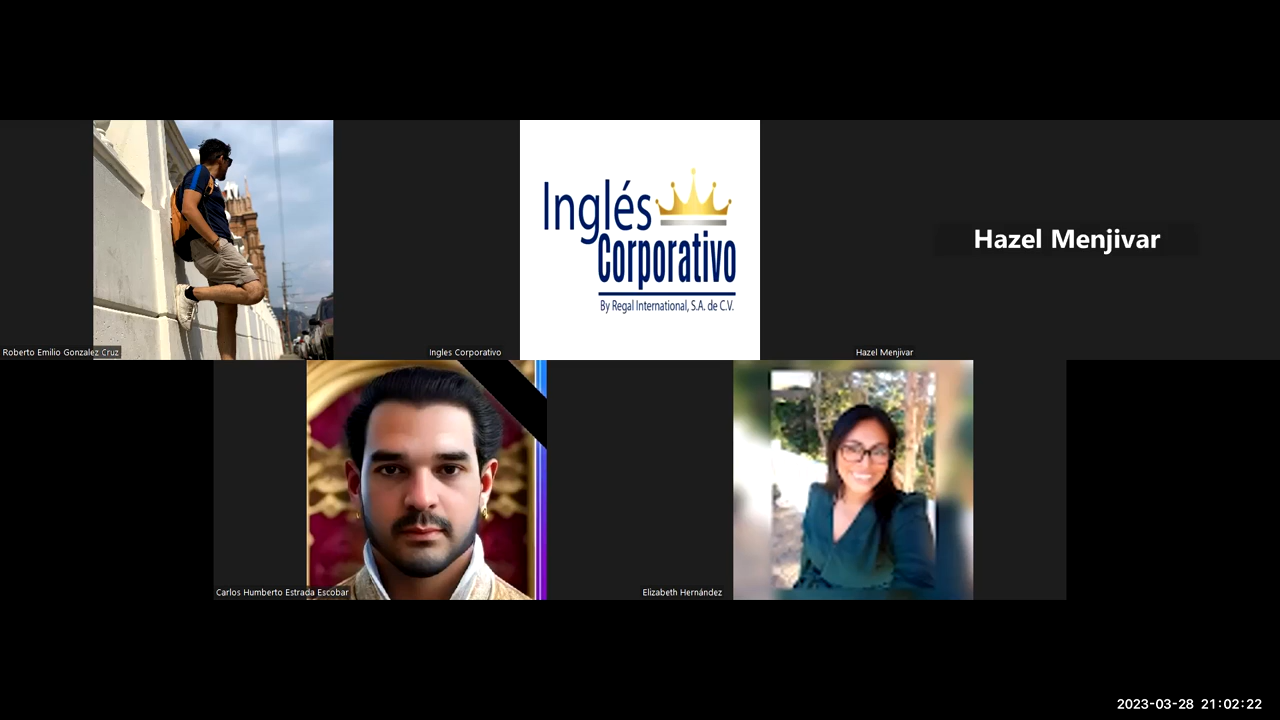 Inglés
Corporativo
By Regal International, S.A. de C.V.
Hazel Menjivar
Roberto Emilio Gonzalez Cruz
Ingles Corporativo
Hazel Menjivar
Carlos Humberto Estrada Escobar
Elizabeth Hernández
2023-03-28 21:02:22